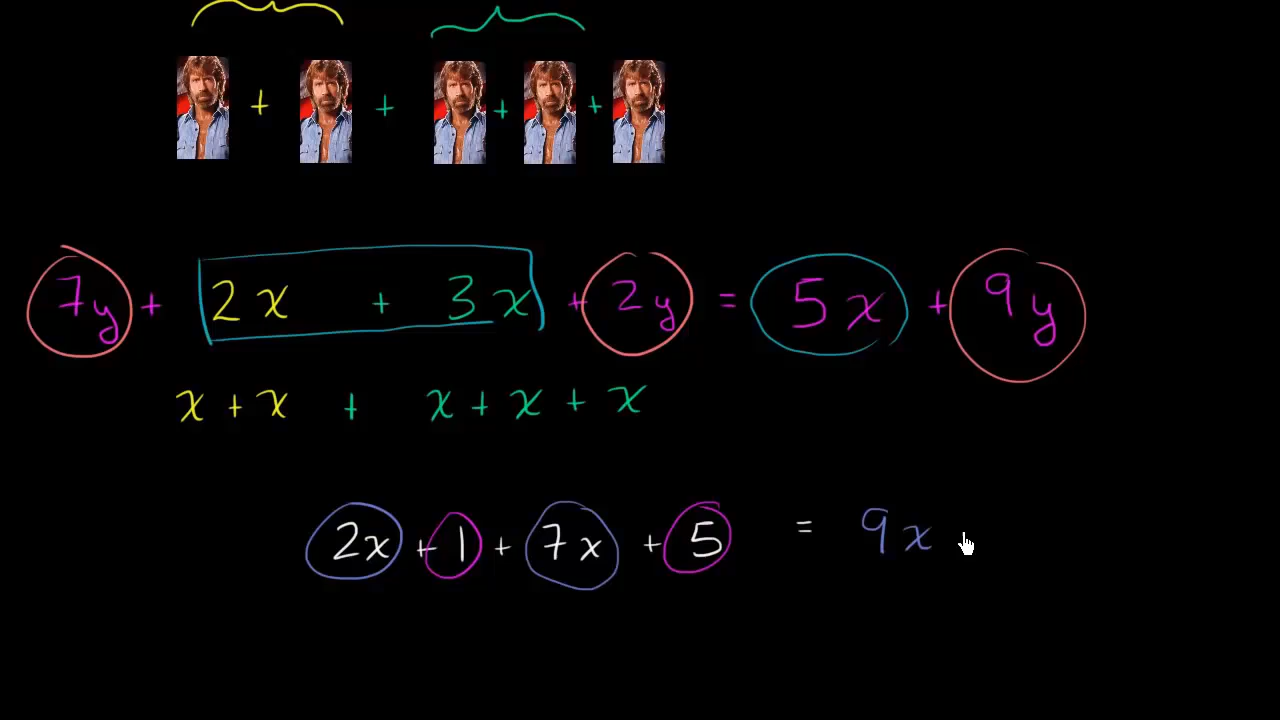 + + + +
7y + 2x + 3x + 2y = 5x + 9y
x + x + x + x + x
2x + 1 + 7x + 5 = 9x